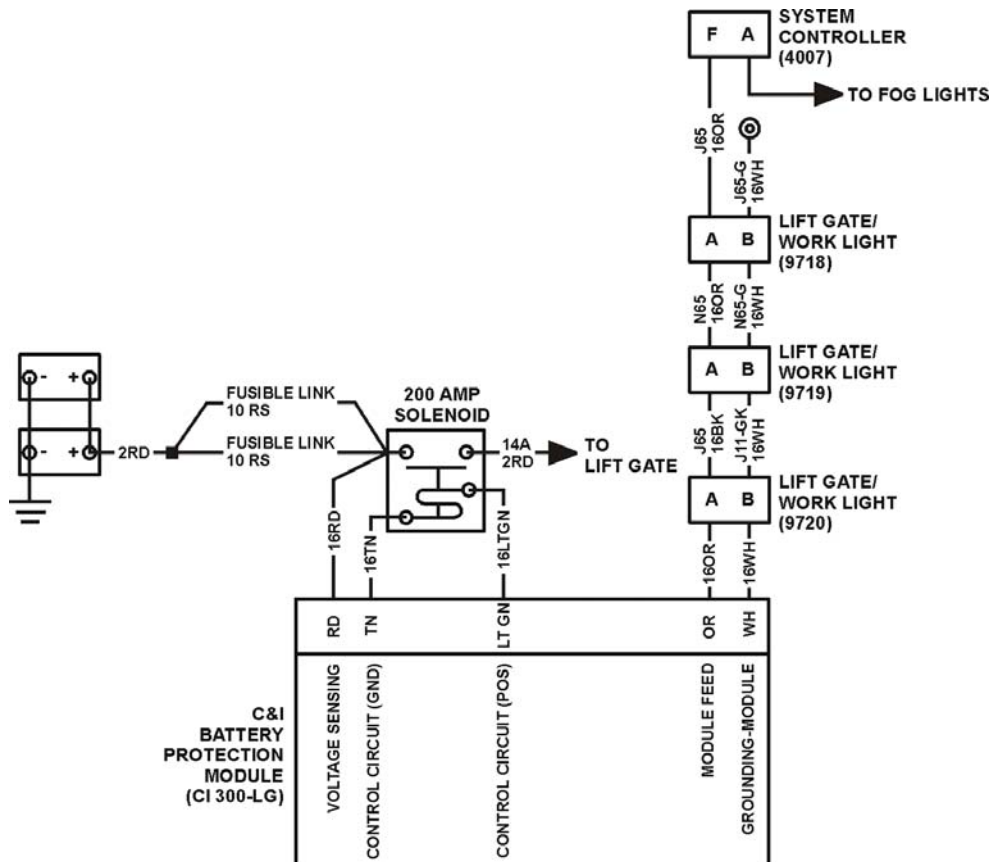 SYSTEM
CONTROLLER
(4007)
F A
TO FOG LIGHTS
J65
16OR
J65-G
16WH
LIFT GATE/
WORK LIGHT
(9718)
A B
N65
16OR
N65-G
16WH
LIFT GATE/
WORK LIGHT
(9719)
A B
J65
16BK
J11-GK
16WH
LIFT GATE/
WORK LIGHT
(9720)
A B
16OR
16WH
- +
- +
2RD
FUSIBLE LINK
10 RS
FUSIBLE LINK
10 RS
200 AMP
SOLENOID
14A
2RD
TO
LIFT GATE
16RD
16TN
16LTGN
RD
TN
LT GN
OR
WH
VOLTAGE SENSING
CONTROL CIRCUIT (GND)
CONTROL CIRCUIT (POS)
MODULE FEED
GROUNDING-MODULE
C&I
BATTERY
PROTECTION
MODULE
(CI 300-LG)